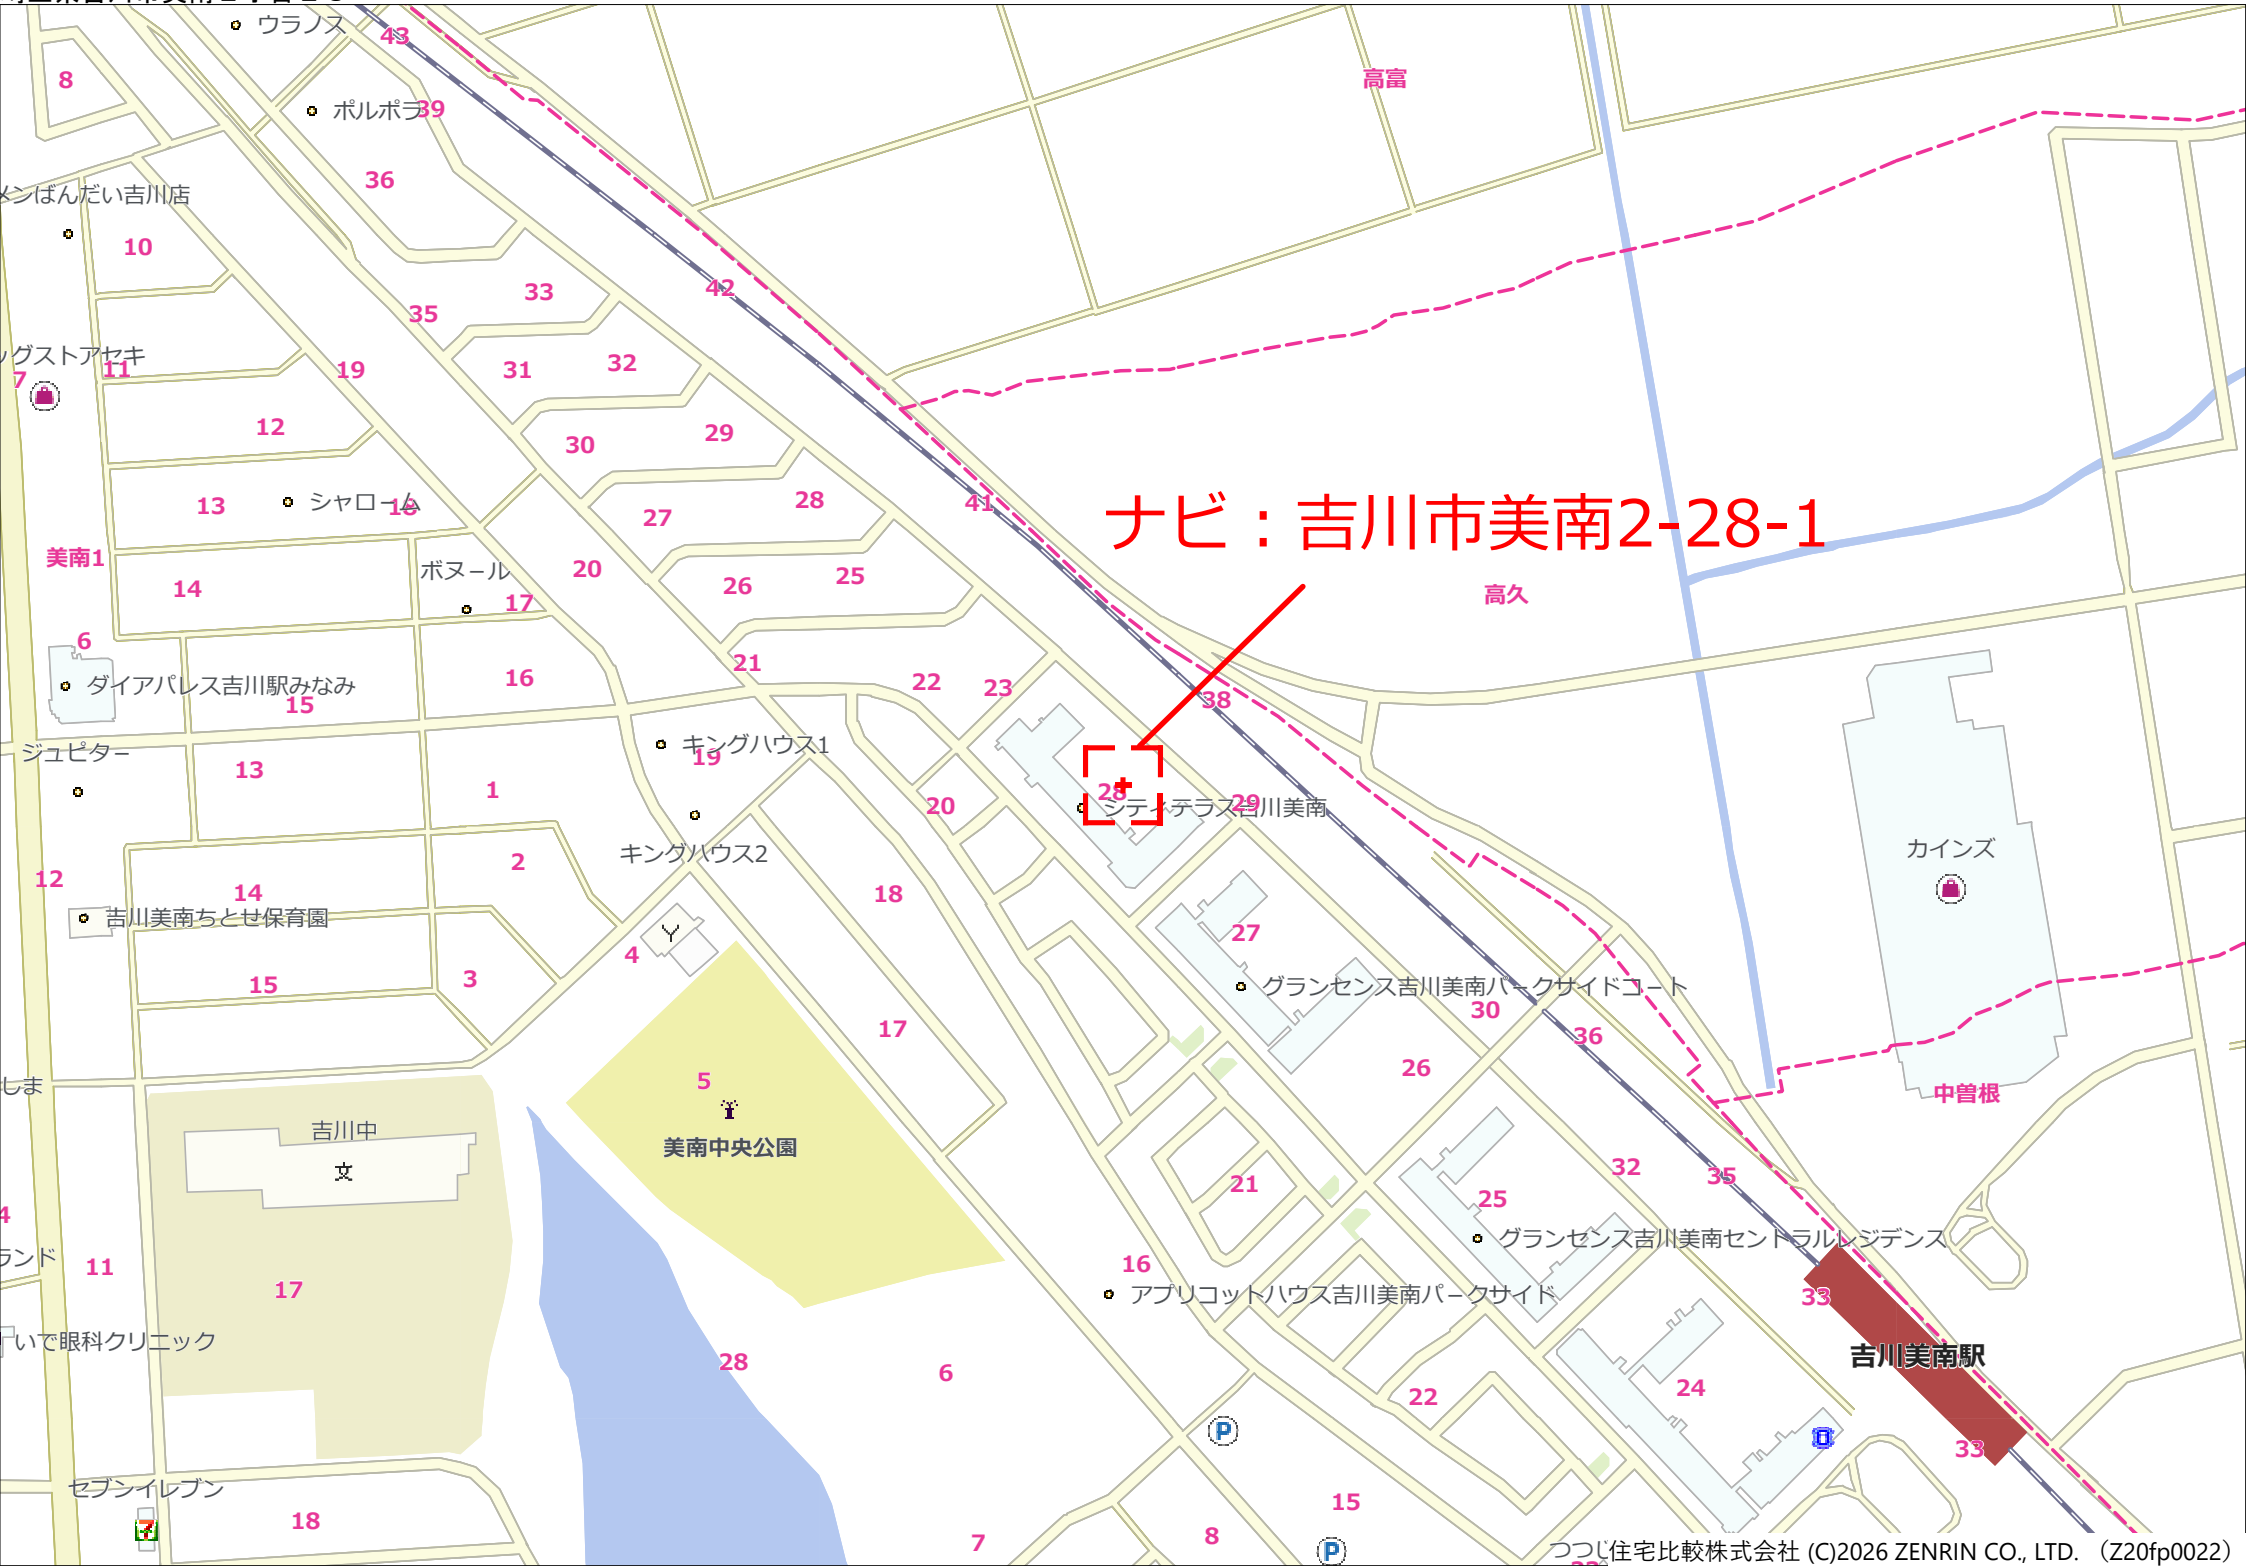 ウラノス
43
8
高富
ポルポラ
39
36
メンばんだい吉川店
10
42
33
35
ッグストアセキ
7
11
19
31
32
12
30
29
13
シャローム
18
27
28
41
ナビ：吉川市美南2-28-1
美南1
14
ボヌール
17
20
26
25
高久
6
ダイアパレス吉川駅みなみ
15
16
21
22
23
38
ジュピター
13
1
キングハウス1
19
28
シティテラス吉川美南
29
20
キングハウス2
カインズ
2
12
14
18
吉川美南ちとせ保育園
4
27
15
3
グランセンス吉川美南パークサイドコート
30
17
36
26
しま
5
中曽根
吉川中
文
美南中央公園
32
35
21
25
4
ランド
11
グランセンス吉川美南セントラルレジデンス
16
17
アプリコットハウス吉川美南パークサイド
33
いで眼科クリニック
吉川美南駅
28
6
24
22
P
33
セブンイレブン
7
18
15
8
7
P
つつじ住宅比較株式会社 (C)2026 ZENRIN CO., LTD. （Z20fp0022）